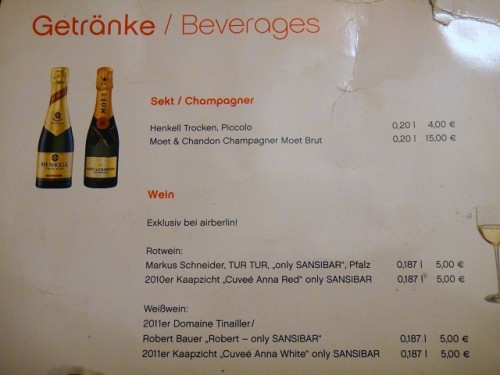 Getränke / Beverages
Sekt / Champagner
Henkell Trocken, Piccolo 0,20 l 4,00 €
Moet & Chandon Champagner Moet Brut 0,20 l 15,00 €
HENKELL
MOET
Wein
Exklusiv bei airberlin!
Rotwein:
Markus Schneider, TUR TUR, „only SANSIBAR", Pfalz 0,187 l 5,00 €
2010er Kaapzicht „Cuveé Anna Red" only SANSIBAR 0,187 l 5,00 €
Weißwein:
2011er Domaine Tinailler/
Robert Bauer „Robert – only SANSIBAR" 0,187 l 5,00 €
2011er Kaapzicht „Cuveé Anna White" only SANSIBAR 0,187 l 5,00 €